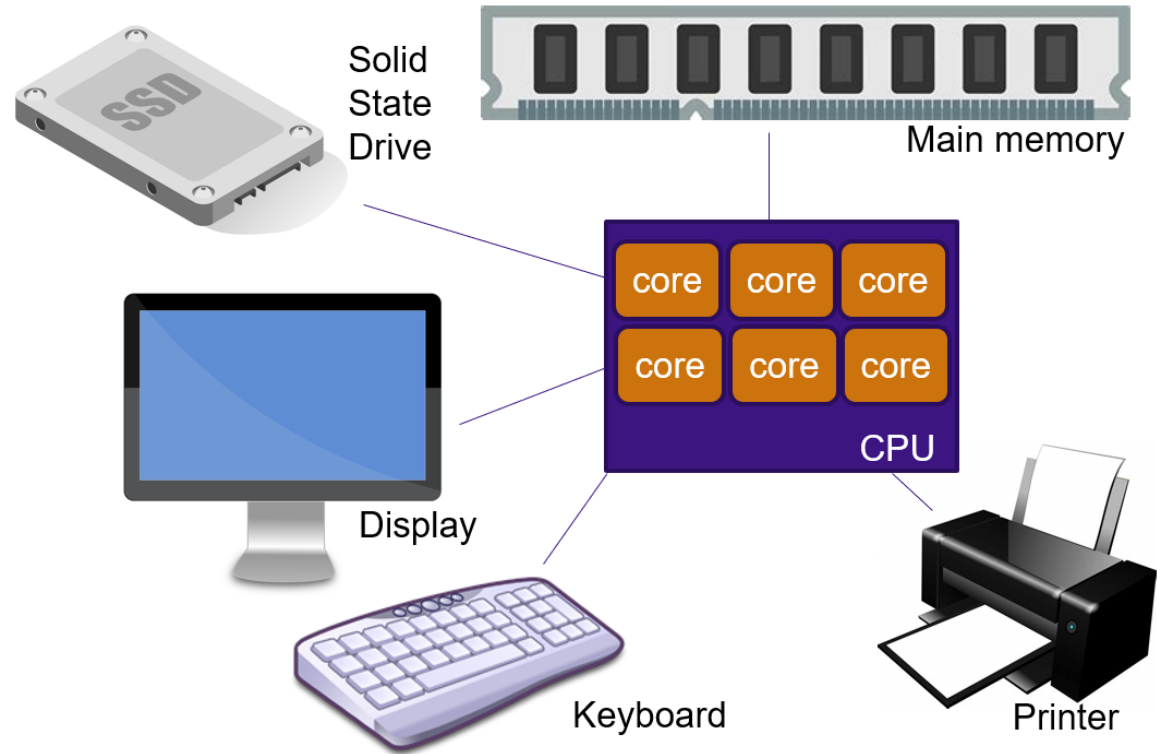 SSD
Solid
State
Drive
Main memory
core core core
core core core
CPU
Display
Keyboard
Printer